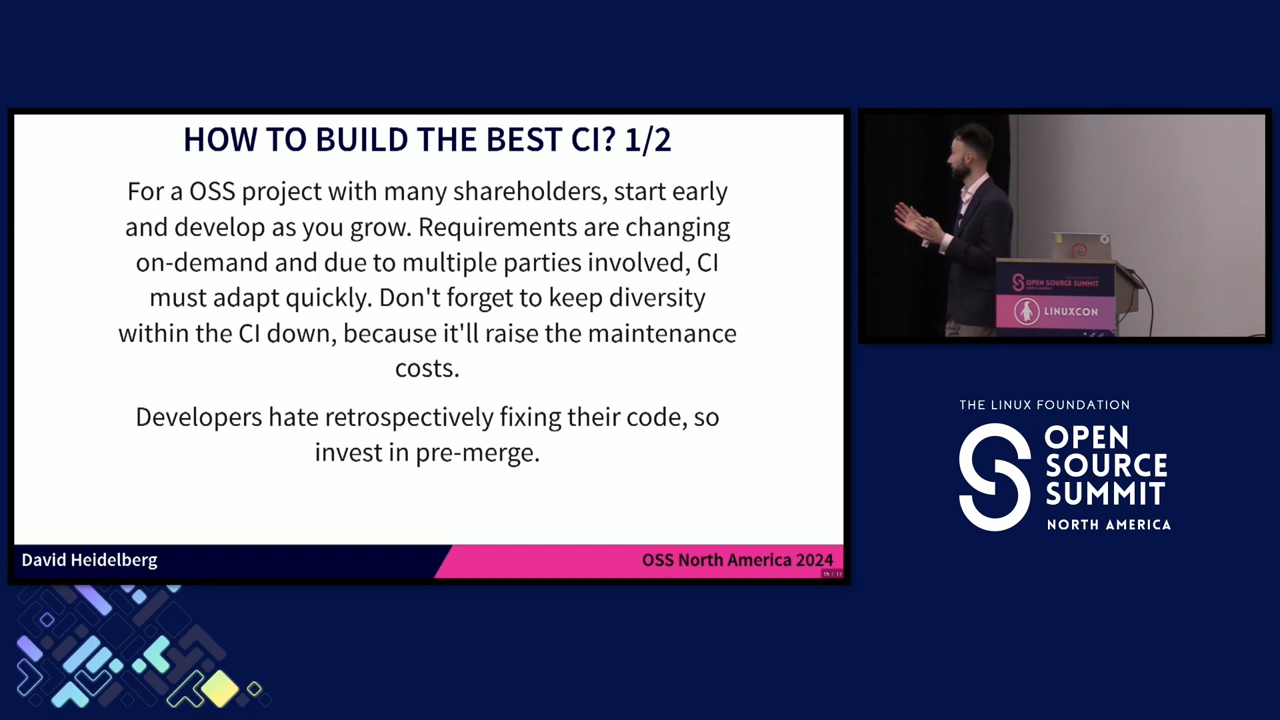 HOW TO BUILD THE BEST CI? 1/2
For a OSS project with many shareholders, start early
and develop as you grow. Requirements are changing
on-demand and due to multiple parties involved, CI
must adapt quickly. Don't forget to keep diversity
within the CI down, because it'll raise the maintenance
costs.
Developers hate retrospectively fixing their code, so
invest in pre-merge.
David Heidelberg
OSS North America 2024
OPEN SOURCE SUMMIT
LINUXCON
THE LINUX FOUNDATION
OPEN
SOURCE
SUMMIT
NORTH AMERICA